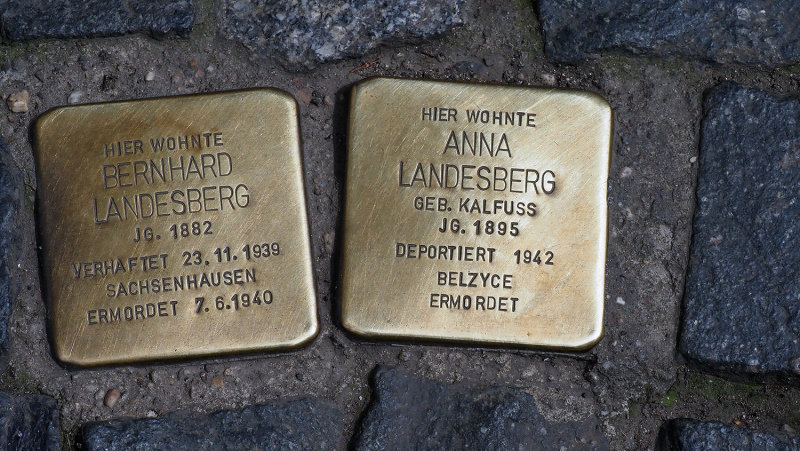 HIER WOHNTE
BERNHARD
LANDESBERG
JG. 1882
VERHAFTET 23.11.1939
SACHSENHAUSEN
ERMORDET 7.6.1940
HIER WOHNTE
ANNA
LANDESBERG
GEB. KALFUSS
JG. 1895
DEPORTIERT 1942
BELZYCE
ERMORDET